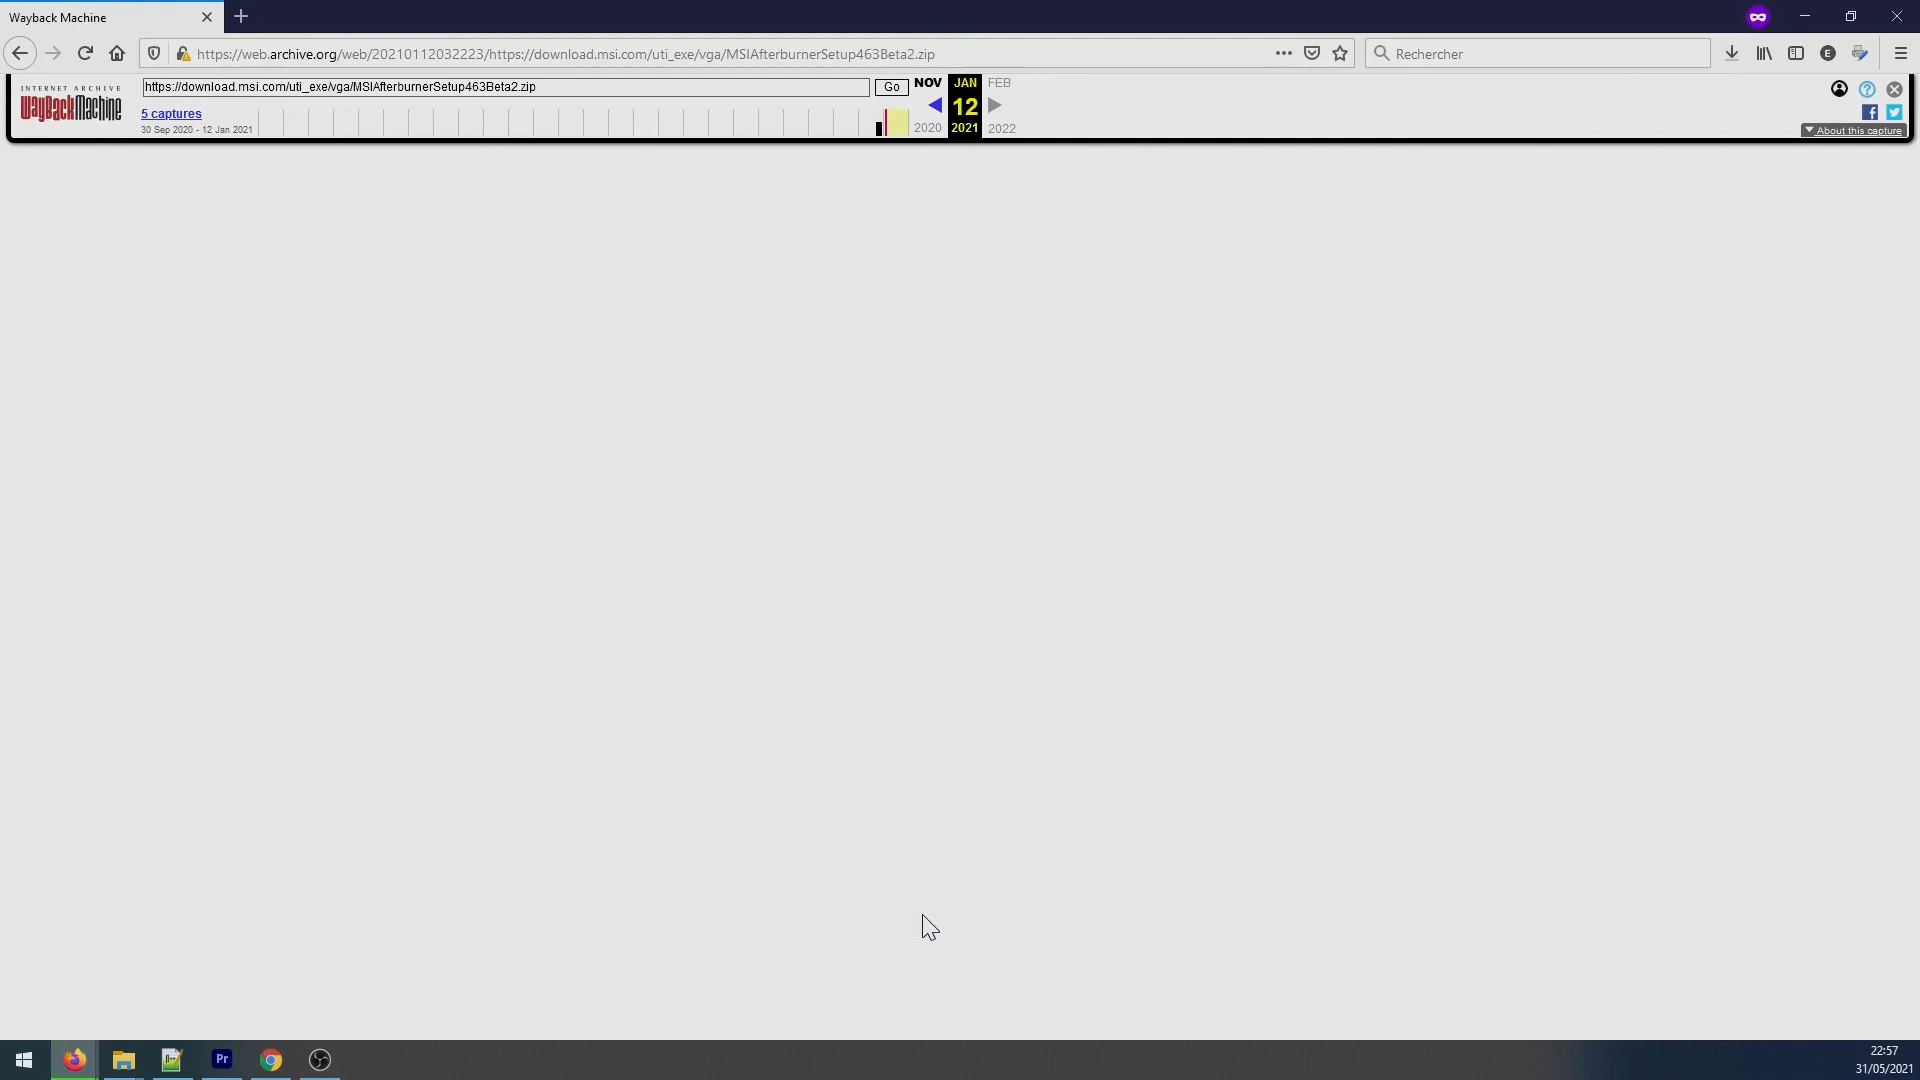 Wayback Machine
https://web.archive.org/web/20210112032223/https://download.msi.com/uti_exe/vga/MSIAfterburnerSetup463Beta2.zip
Rechercher
E
INTERNET ARCHIVE
WayBackMachine
https://download.msi.com/uti_exe/vga/MSIAfterburnerSetup463Beta2.zip
Go
NOV JAN FEB
12
2020 2021 2022
5 captures
30 Sep 2020 - 12 Jan 2021
About this capture
Pr
22:57
31/05/2021